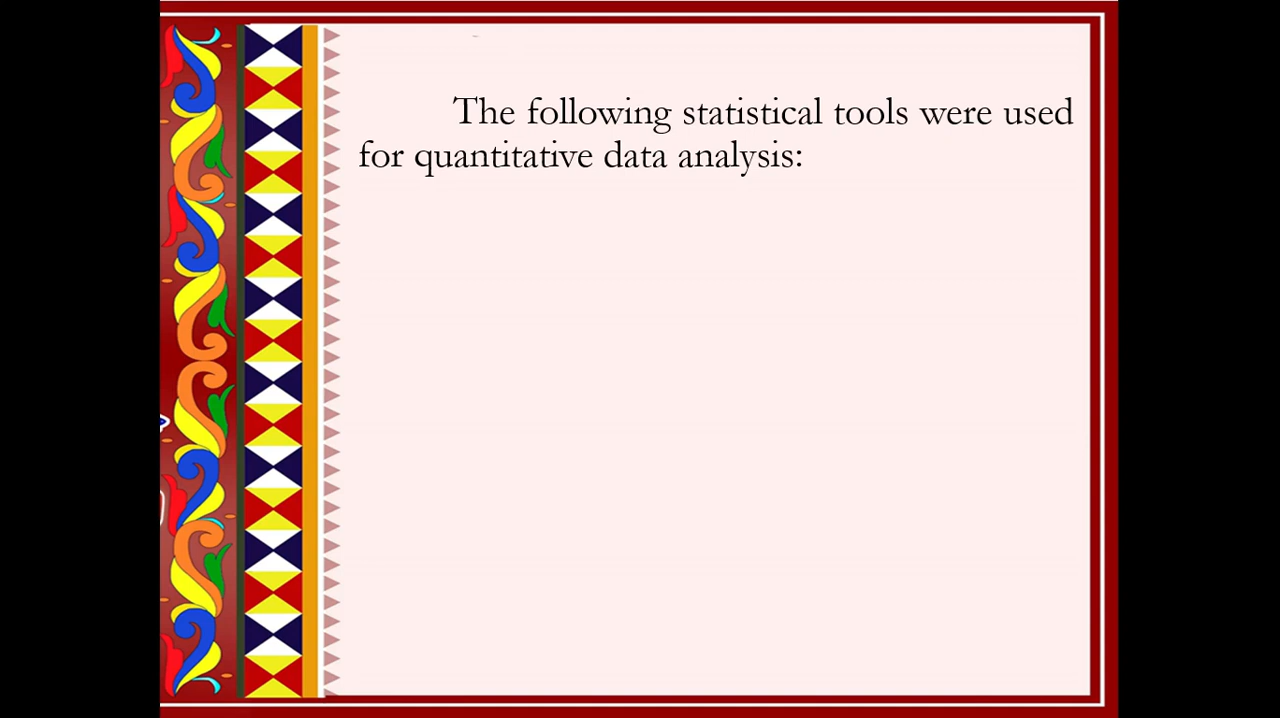 The following statistical tools were used
for quantitative data analysis: